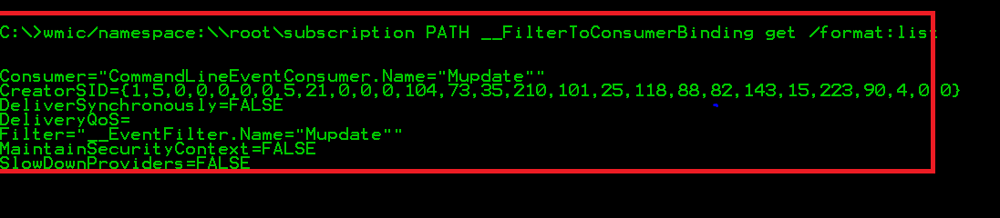 C:\>wmic/namespace:\\root\subscription PATH __FilterToConsumerBinding get /format:list
Consumer="CommandLineEventConsumer.Name="Mupdate""
CreatorSID={1,5,0,0,0,0,0,5,21,0,0,0,104,73,35,210,101,25,118,88,82,143,15,223,90,4,0,0}
DeliverSynchronously=FALSE
DeliveryQoS=
Filter="__EventFilter.Name="Mupdate""
MaintainSecurityContext=FALSE
SlowDownProviders=FALSE